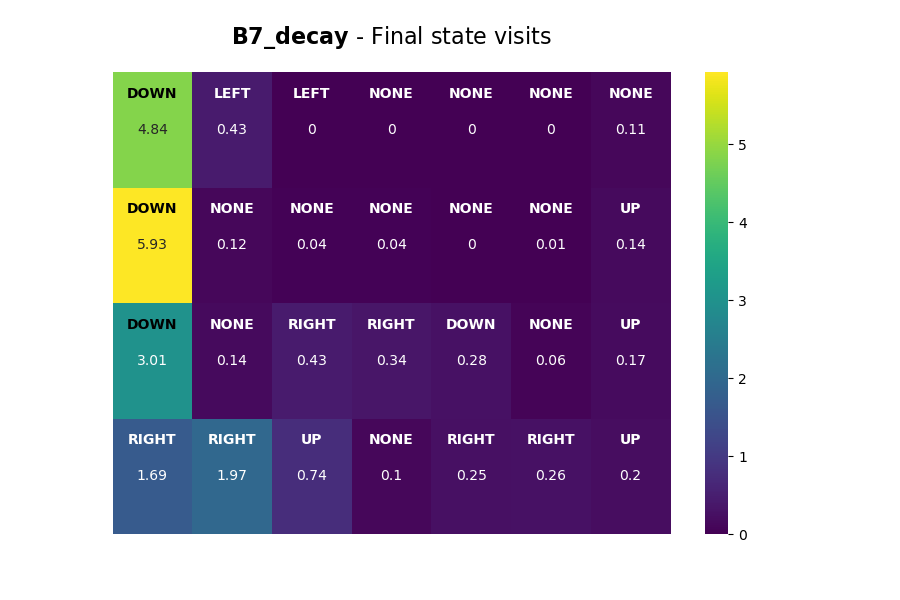 B7_decay - Final state visits
DOWN LEFT LEFT NONE NONE NONE NONE
4.84 0.43 0 0 0 0 0.11
DOWN NONE NONE NONE NONE NONE UP
5.93 0.12 0.04 0.04 0 0.01 0.14
DOWN NONE RIGHT RIGHT DOWN NONE UP
3.01 0.14 0.43 0.34 0.28 0.06 0.17
RIGHT RIGHT UP NONE RIGHT RIGHT UP
1.69 1.97 0.74 0.1 0.25 0.26 0.2
5
4
3
2
1
0